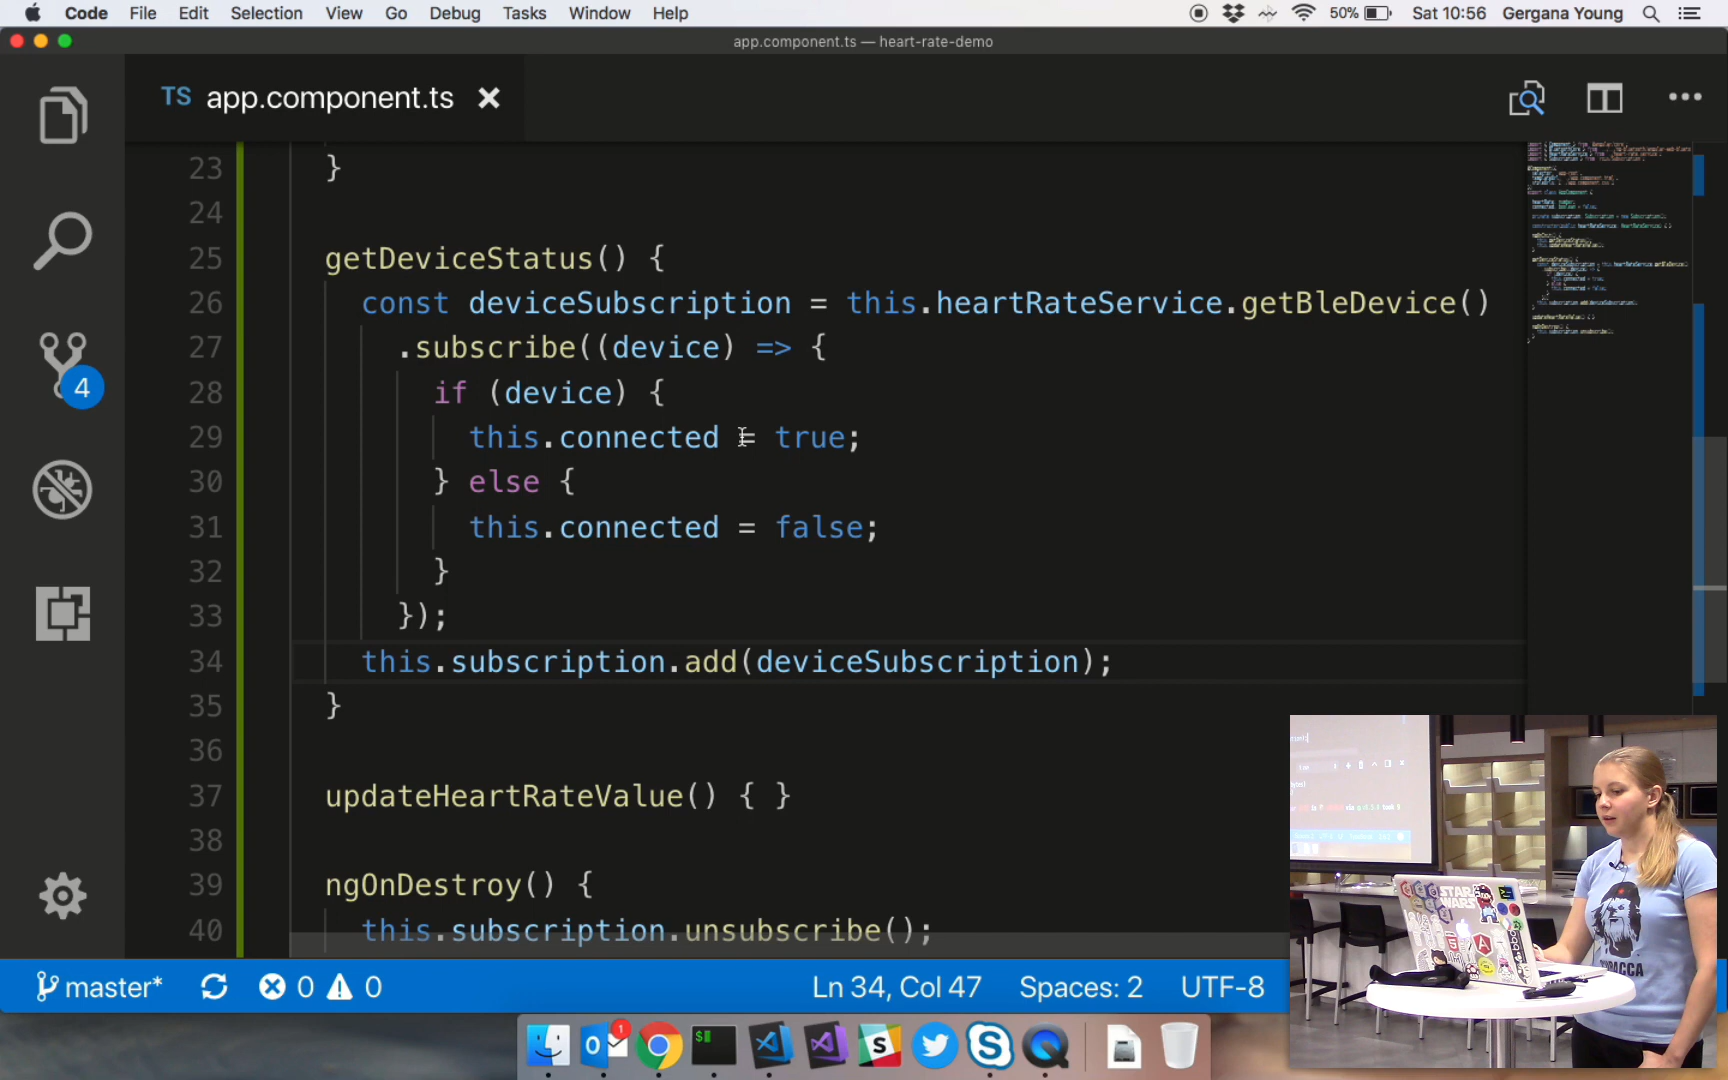 Code File Edit Selection View Go Debug Tasks Window Help 50% Sat 10:56 Gergana Young
app.component.ts — heart-rate-demo
TS app.component.ts
23 }
24
25 getDeviceStatus() {
26 const deviceSubscription = this.heartRateService.getBleDevice()
27 .subscribe((device) => {
28 if (device) {
29 this.connected = true;
30 } else {
31 this.connected = false;
32 }
33 });
34 this.subscription.add(deviceSubscription);
35 }
36
37 updateHeartRateValue() { }
38
39 ngOnDestroy() {
40 this.subscription.unsubscribe();
4
master* 0 0 Ln 34, Col 47 Spaces: 2 UTF-8
STAR
WARS
1
$
S